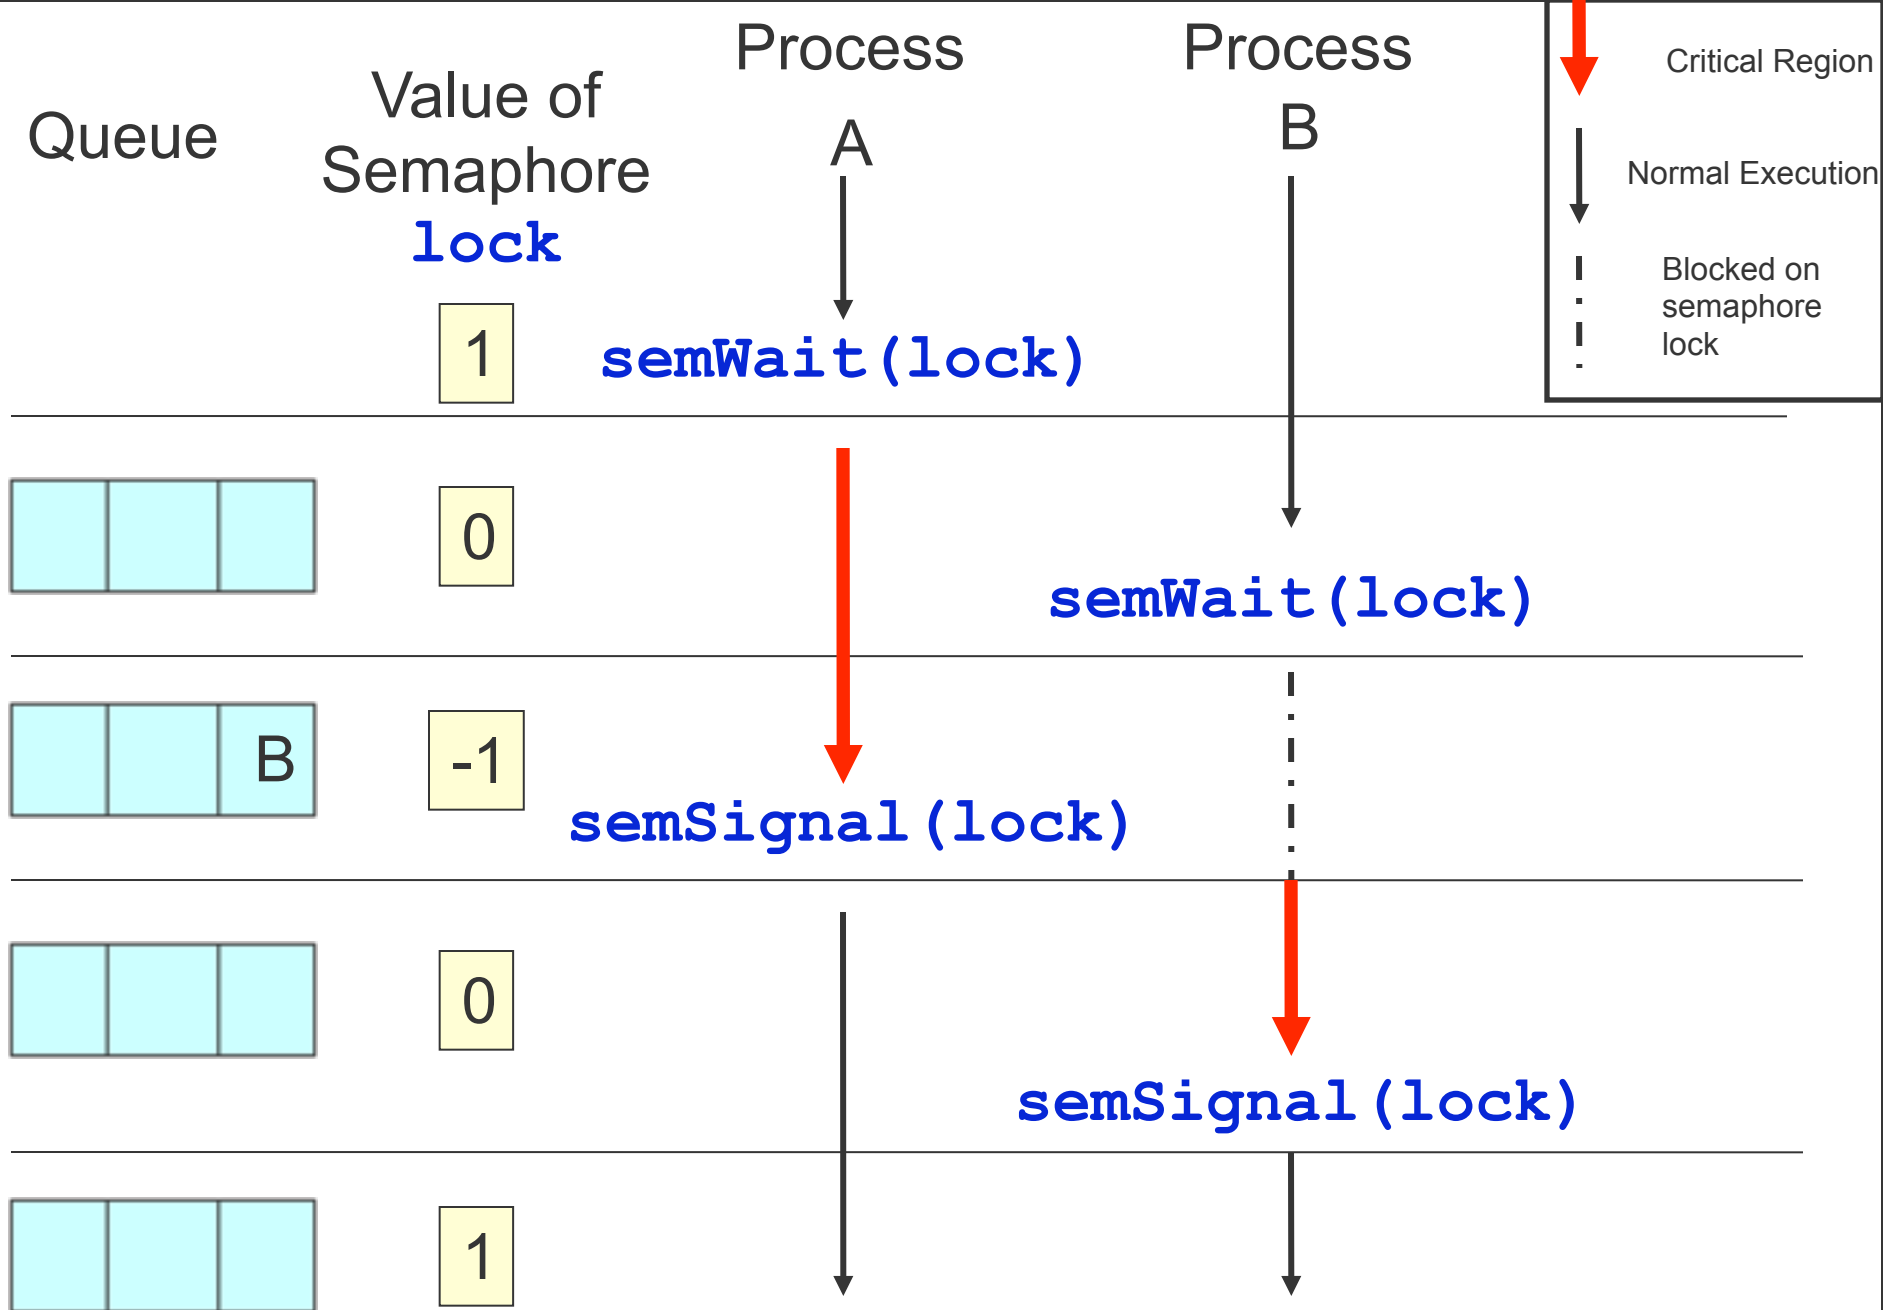 Queue
Value of
Semaphore
lock
Process
A
Process
B
Critical Region
Normal Execution
Blocked on
semaphore
lock
1
semWait(lock)
0
semWait(lock)
B
-1
semSignal(lock)
0
semSignal(lock)
1